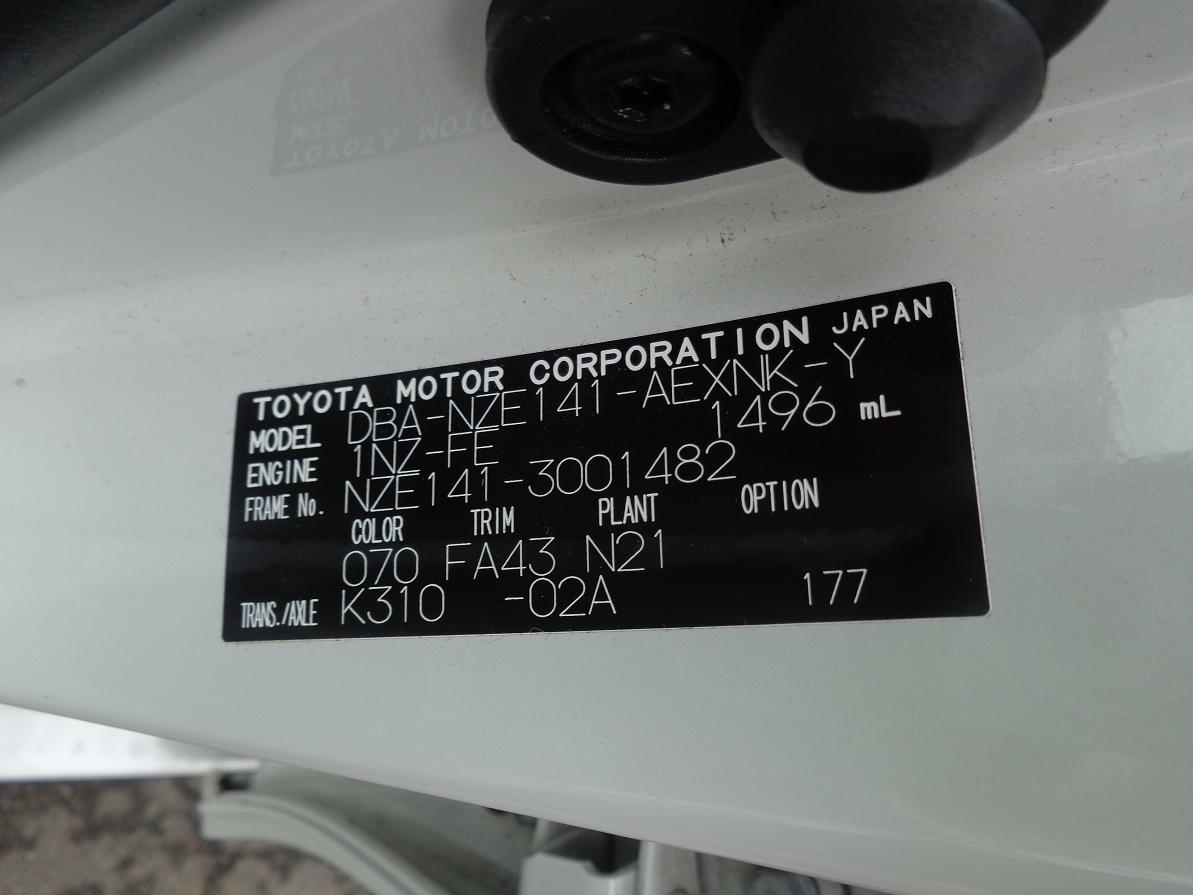 TOYOTA MOTOR CORPORATION JAPAN
MODEL DBA-NZE141-AEXNK-Y
ENGINE 1NZ-FE 1496 mL
FRAME No. NZE141-3001482
COLOR TRIM PLANT OPTION
070 FA43 N21
TRANS./AXLE K310 -02A 177